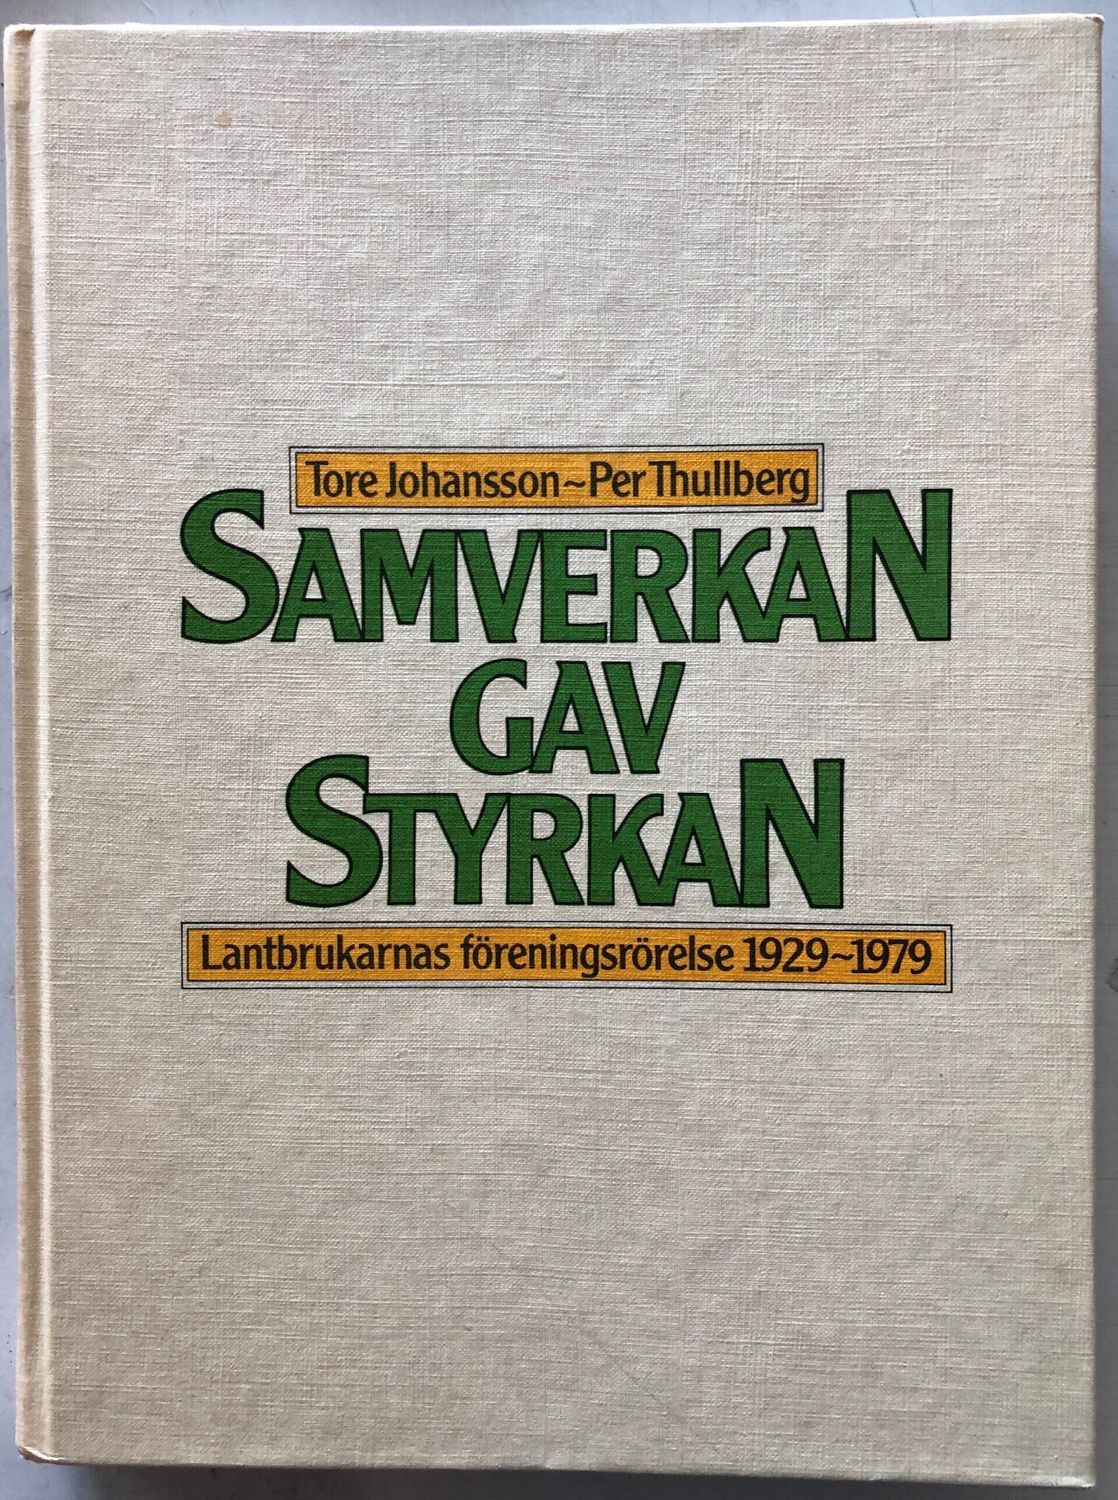 Tore Johansson~Per Thullberg
SAMVERKAN
GAV
STYRKAN
Lantbrukarnas föreningsrörelse 1929~1979